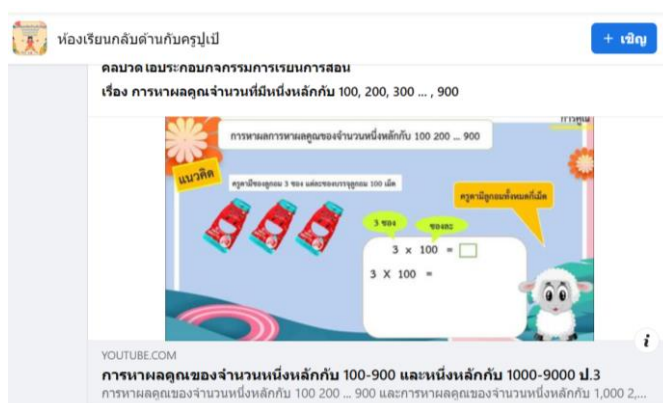 ห้องเรียนกลับด้านกับครูปูเป้
+ เชิญ
คลิปวิดีโอประกอบกิจกรรมการเรียนการสอน
เรื่อง การหาผลคูณจำนวนที่มีหนึ่งหลักกับ 100, 200, 300 ... , 900
การคูณ
การหาผลการหาผลคูณของจำนวนหนึ่งหลักกับ 100 200 ... 900
แนวคิด
ครูดามีซองลูกอม 3 ซอง แต่ละซองบรรจุลูกอม 100 เม็ด
ครูดามีลูกอมทั้งหมดกี่เม็ด
3 ซอง
ซองละ
3 x 100 =
3 X 100 =
YOUTUBE.COM
การหาผลคูณของจำนวนหนึ่งหลักกับ 100-900 และหนึ่งหลักกับ 1000-9000 ป.3
การหาผลคูณของจำนวนหนึ่งหลักกับ 100 200 ... 900 และการหาผลคูณของจำนวนหนึ่งหลักกับ 1,000 2,...